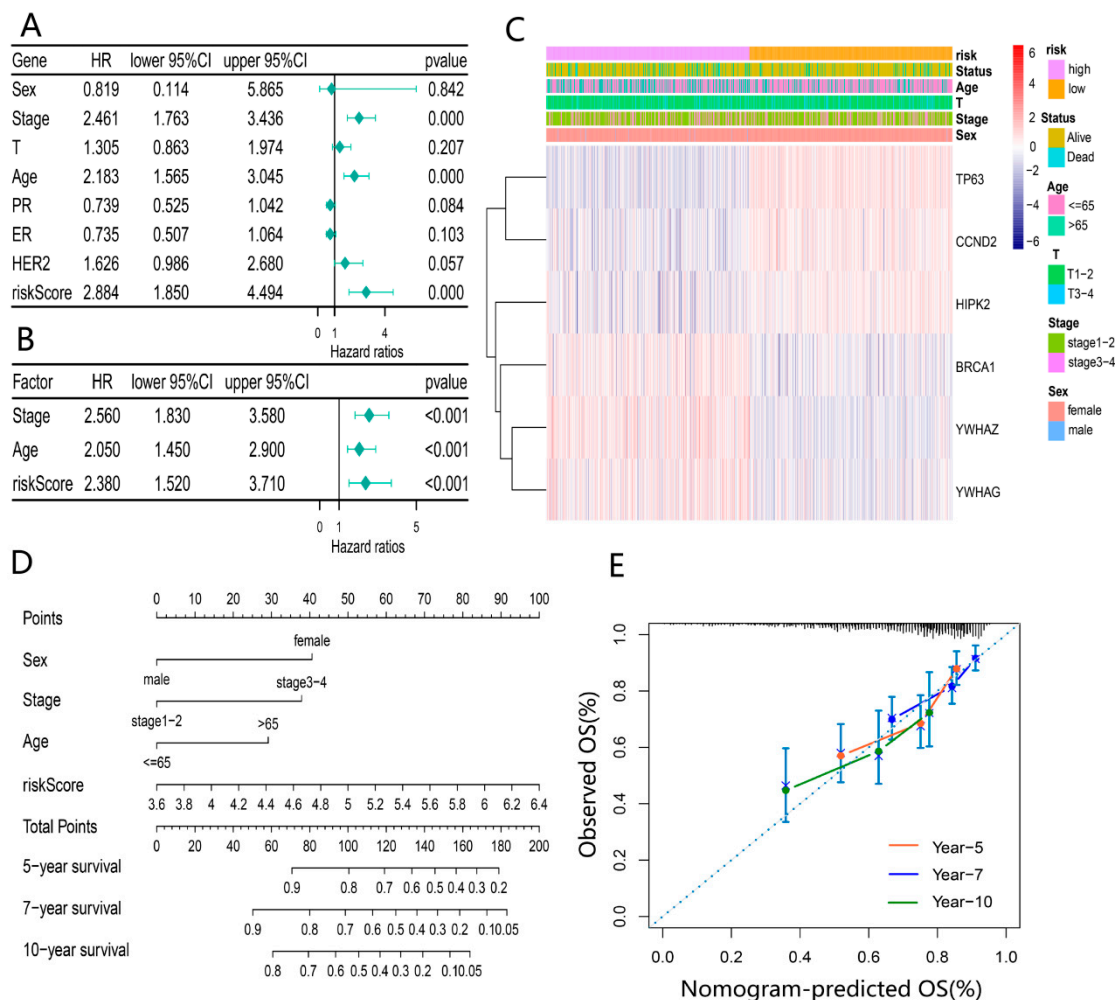 A
Gene HR lower 95%CI upper 95%CI pvalue
Sex 0.819 0.114 5.865 0.842
Stage 2.461 1.763 3.436 0.000
T 1.305 0.863 1.974 0.207
Age 2.183 1.565 3.045 0.000
PR 0.739 0.525 1.042 0.084
ER 0.735 0.507 1.064 0.103
HER2 1.626 0.986 2.680 0.057
riskScore 2.884 1.850 4.494 0.000
0 1 4
Hazard ratios
B
Factor HR lower 95%CI upper 95%CI pvalue
Stage 2.560 1.830 3.580 <0.001
Age 2.050 1.450 2.900 <0.001
riskScore 2.380 1.520 3.710 <0.001
0 1 5
Hazard ratios
C
risk
Status
Age
T
Stage
Sex
TP63
CCND2
HIPK2
BRCA1
YWHAZ
YWHAG
6
4
2
0
−2
−4
−6
risk
high
low
Status
Alive
Dead
Age
<=65
>65
T
T1−2
T3−4
Stage
stage1−2
stage3−4
Sex
female
male
D
Points
0 10 20 30 40 50 60 70 80 90 100
Sex
female
male
Stage
stage3−4
stage1−2
Age
>65
<=65
riskScore
3.6 3.8 4 4.2 4.4 4.6 4.8 5 5.2 5.4 5.6 5.8 6 6.2 6.4
Total Points
0 20 40 60 80 100 120 140 160 180 200
5−year survival
0.9 0.8 0.7 0.6 0.5 0.4 0.3 0.2
7−year survival
0.9 0.8 0.7 0.6 0.5 0.4 0.3 0.2 0.10.05
10−year survival
0.8 0.7 0.6 0.5 0.4 0.3 0.2 0.10.05
E
Observed OS(%)
1.0
0.8
0.6
0.4
0.2
0.0
Year−5
Year−7
Year−10
0.0 0.2 0.4 0.6 0.8 1.0
Nomogram-predicted OS(%)